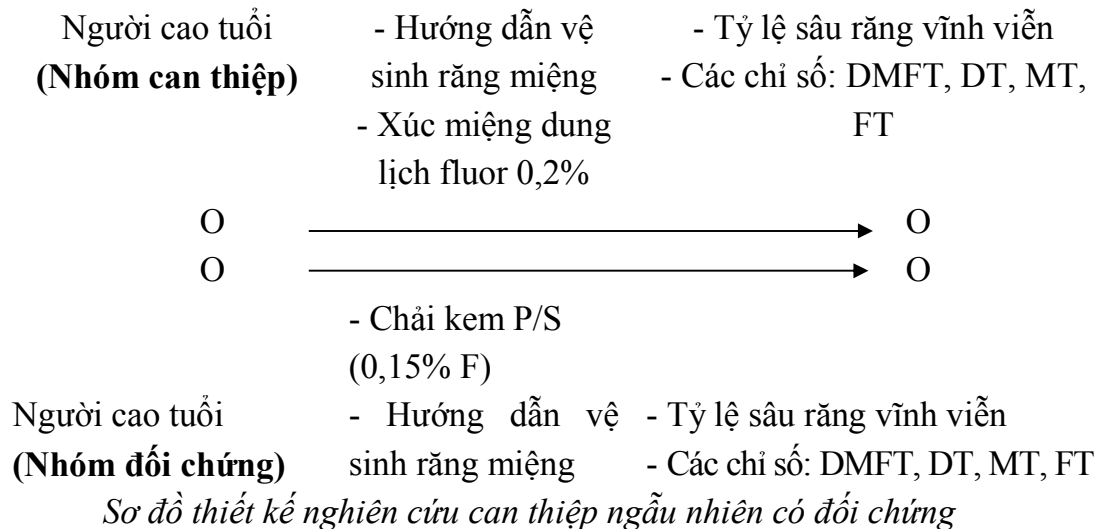 Người cao tuổi
(Nhóm can thiệp)
- Hướng dẫn vệ
sinh răng miệng
- Xúc miệng dung
lịch fluor 0,2%
- Tỷ lệ sâu răng vĩnh viễn
- Các chỉ số: DMFT, DT, MT,
FT
O O
O O
- Chải kem P/S
(0,15% F)
Người cao tuổi
(Nhóm đối chứng)
- Hướng dẫn vệ
sinh răng miệng
- Tỷ lệ sâu răng vĩnh viễn
- Các chỉ số: DMFT, DT, MT, FT
Sơ đồ thiết kế nghiên cứu can thiệp ngẫu nhiên có đối chứng